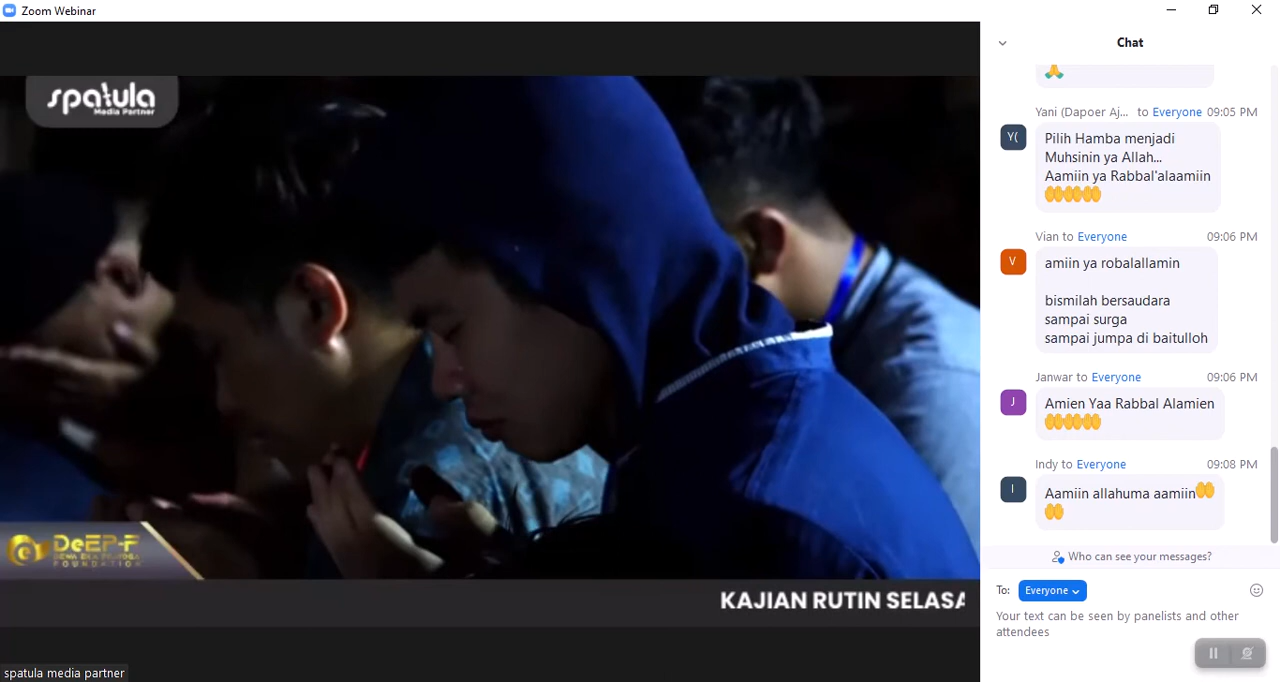 Zoom Webinar
spatula
Media Partner
DeEP-F
FOUNDATION
KAJIAN RUTIN SELASA
spatula media partner
Chat
Yani (Dapoer Aj... to Everyone 09:05 PM
Y(
Pilih Hamba menjadi
Muhsinin ya Allah...
Aamiin ya Rabbal'alaamiin
Vian to Everyone 09:06 PM
V
amiin ya robalallamin
bismilah bersaudara
sampai surga
sampai jumpa di baitulloh
Janwar to Everyone 09:06 PM
J
Amien Yaa Rabbal Alamien
Indy to Everyone 09:08 PM
I
Aamiin allahuma aamiin
Who can see your messages?
To: Everyone
Your text can be seen by panelists and other
attendees